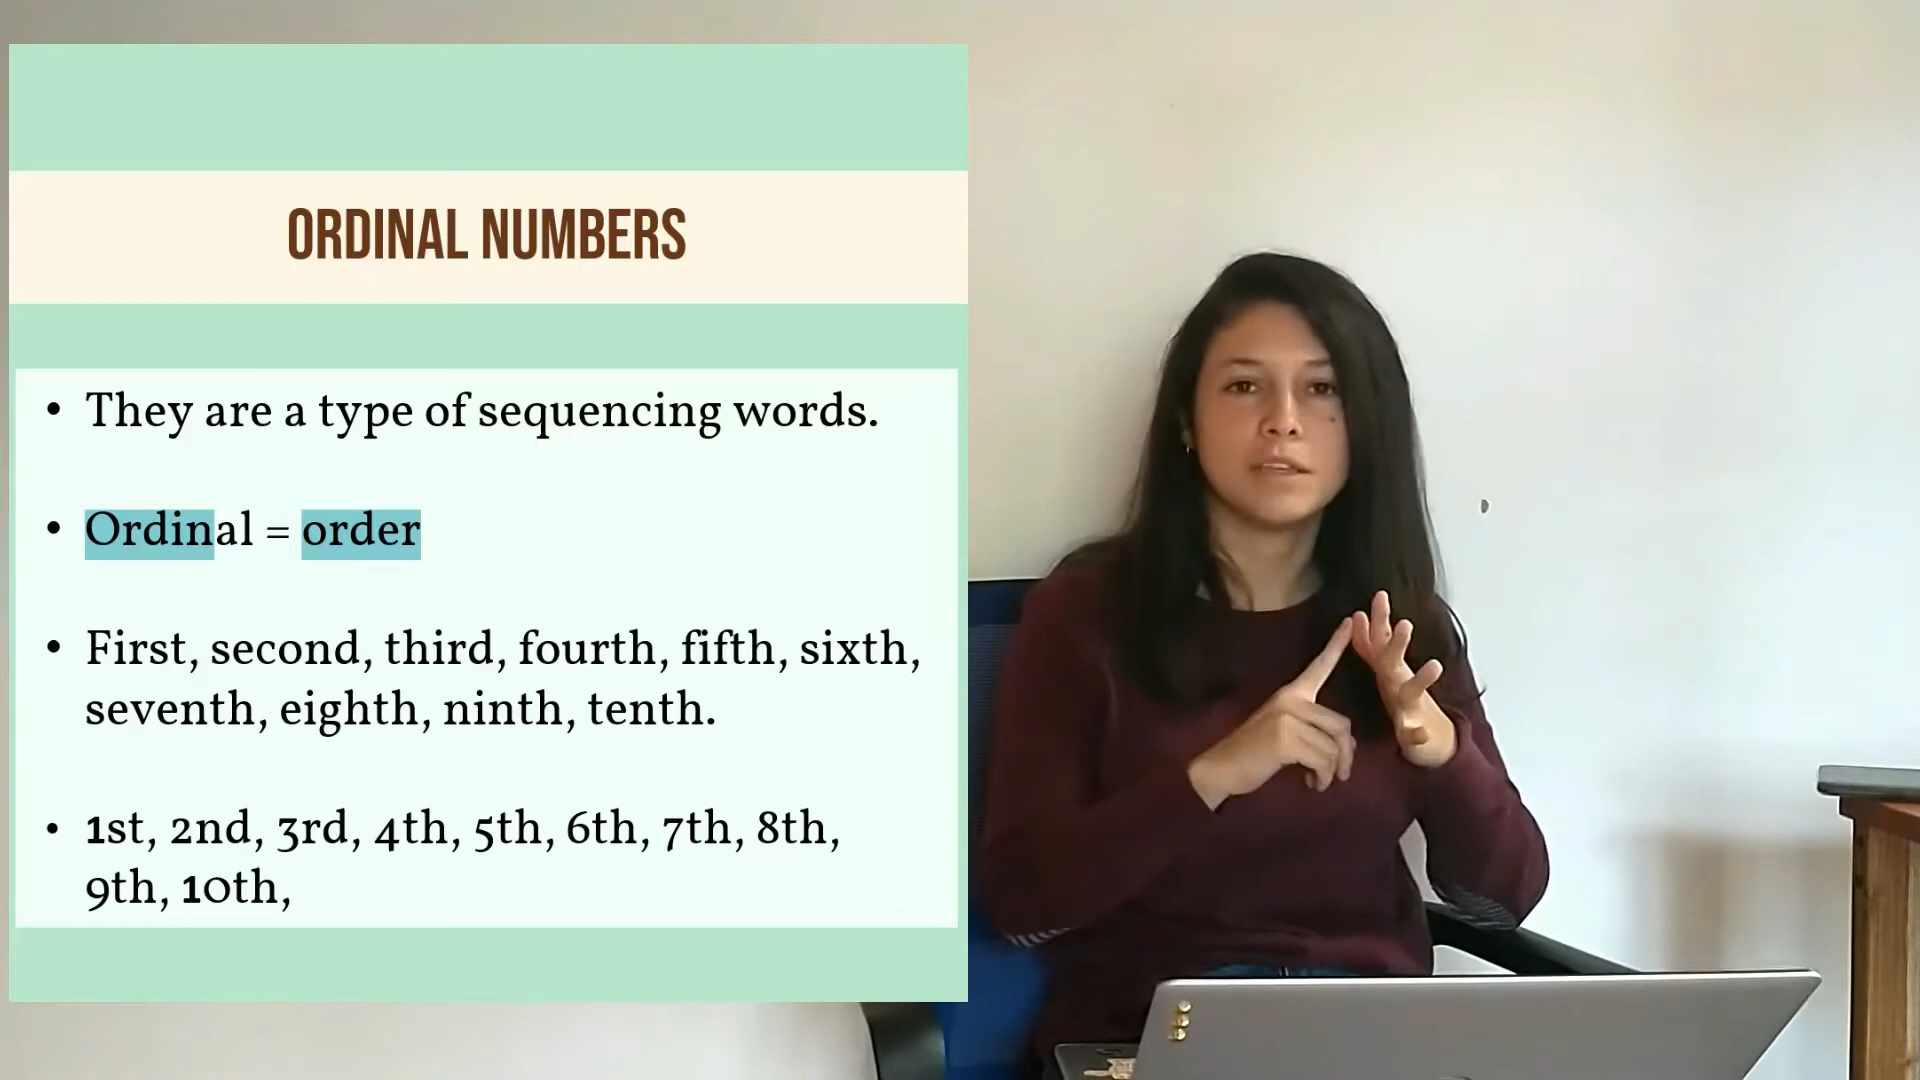 ORDINAL NUMBERS
• They are a type of sequencing words.
• Ordinal = order
• First, second, third, fourth, fifth, sixth,
seventh, eighth, ninth, tenth.
• 1st, 2nd, 3rd, 4th, 5th, 6th, 7th, 8th,
9th, 10th,